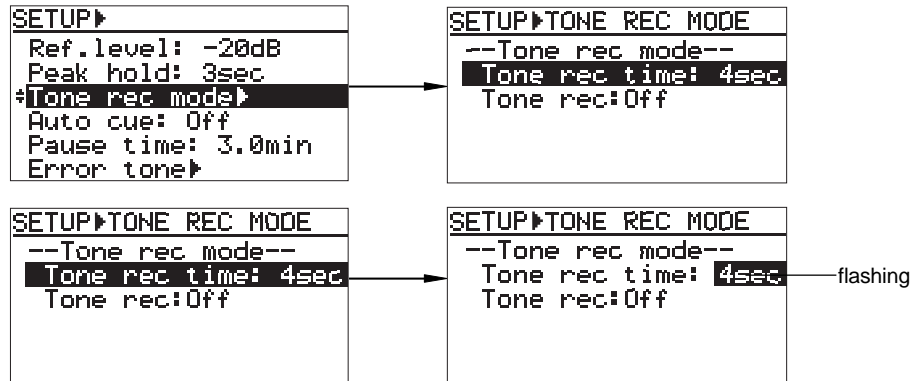 SETUP▶
Ref.level: -20dB
Peak hold: 3sec
Tone rec mode▶
Auto cue: Off
Pause time: 3.0min
Error tone▶
SETUP▶TONE REC MODE
--Tone rec mode--
Tone rec time: 4sec
Tone rec:Off
SETUP▶TONE REC MODE
--Tone rec mode--
Tone rec time: 4sec
Tone rec:Off
SETUP▶TONE REC MODE
--Tone rec mode--
Tone rec time: 4sec
Tone rec:Off
flashing